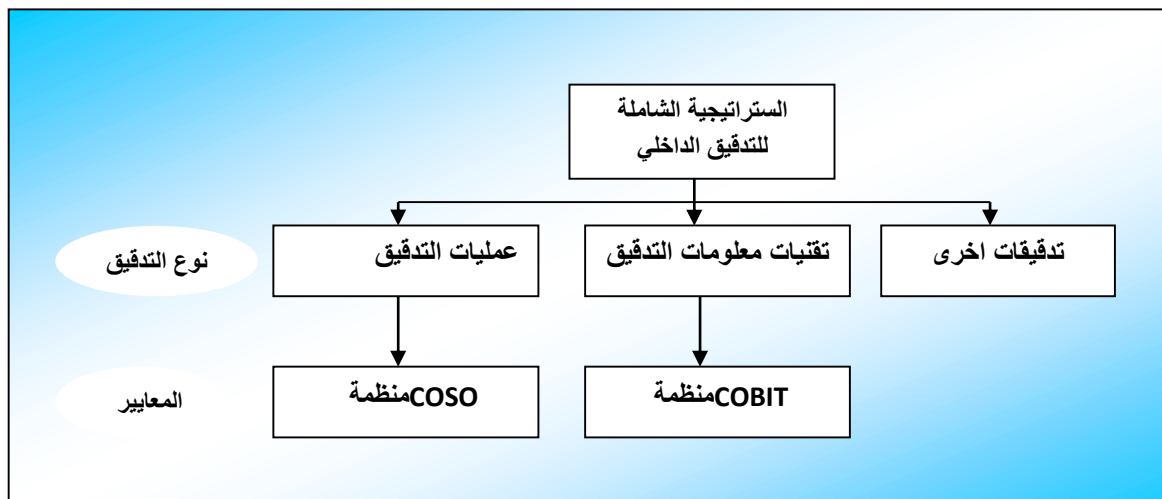 الستراتيجية الشاملة
للتدقيق الداخلي
نوع التدقيق
عمليات التدقيق
تقنيات معلومات التدقيق
تدقيقات اخرى
المعايير
منظمةCOSO
منظمةCOBIT